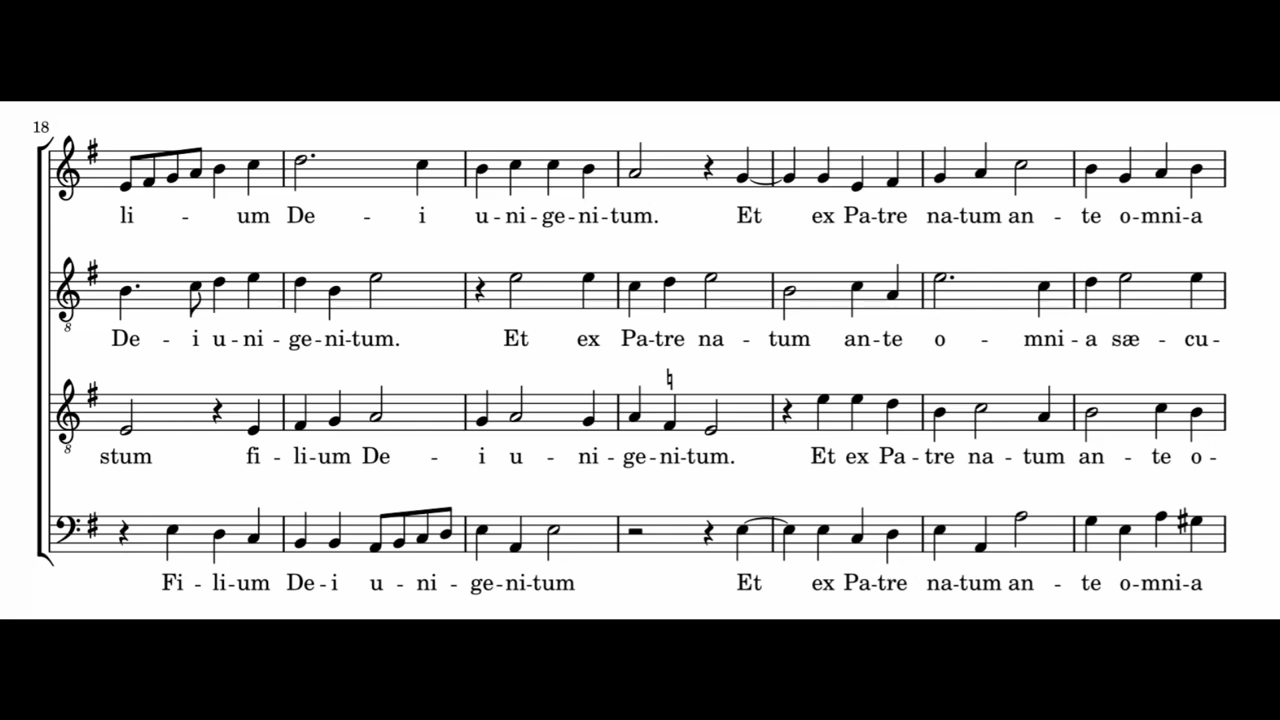 18
li - um De - i u - ni - ge - ni - tum. Et ex Pa - tre na - tum an - te o - mni - a
8
De - i u - ni - ge - ni - tum. Et ex Pa - tre na - tum an - te o - mni - a sæ - cu -
8
stum fi - li - um De - i u - ni - ge - ni - tum. Et ex Pa - tre na - tum an - te o -
Fi - li - um De - i u - ni - ge - ni - tum Et ex Pa - tre na - tum an - te o - mni - a